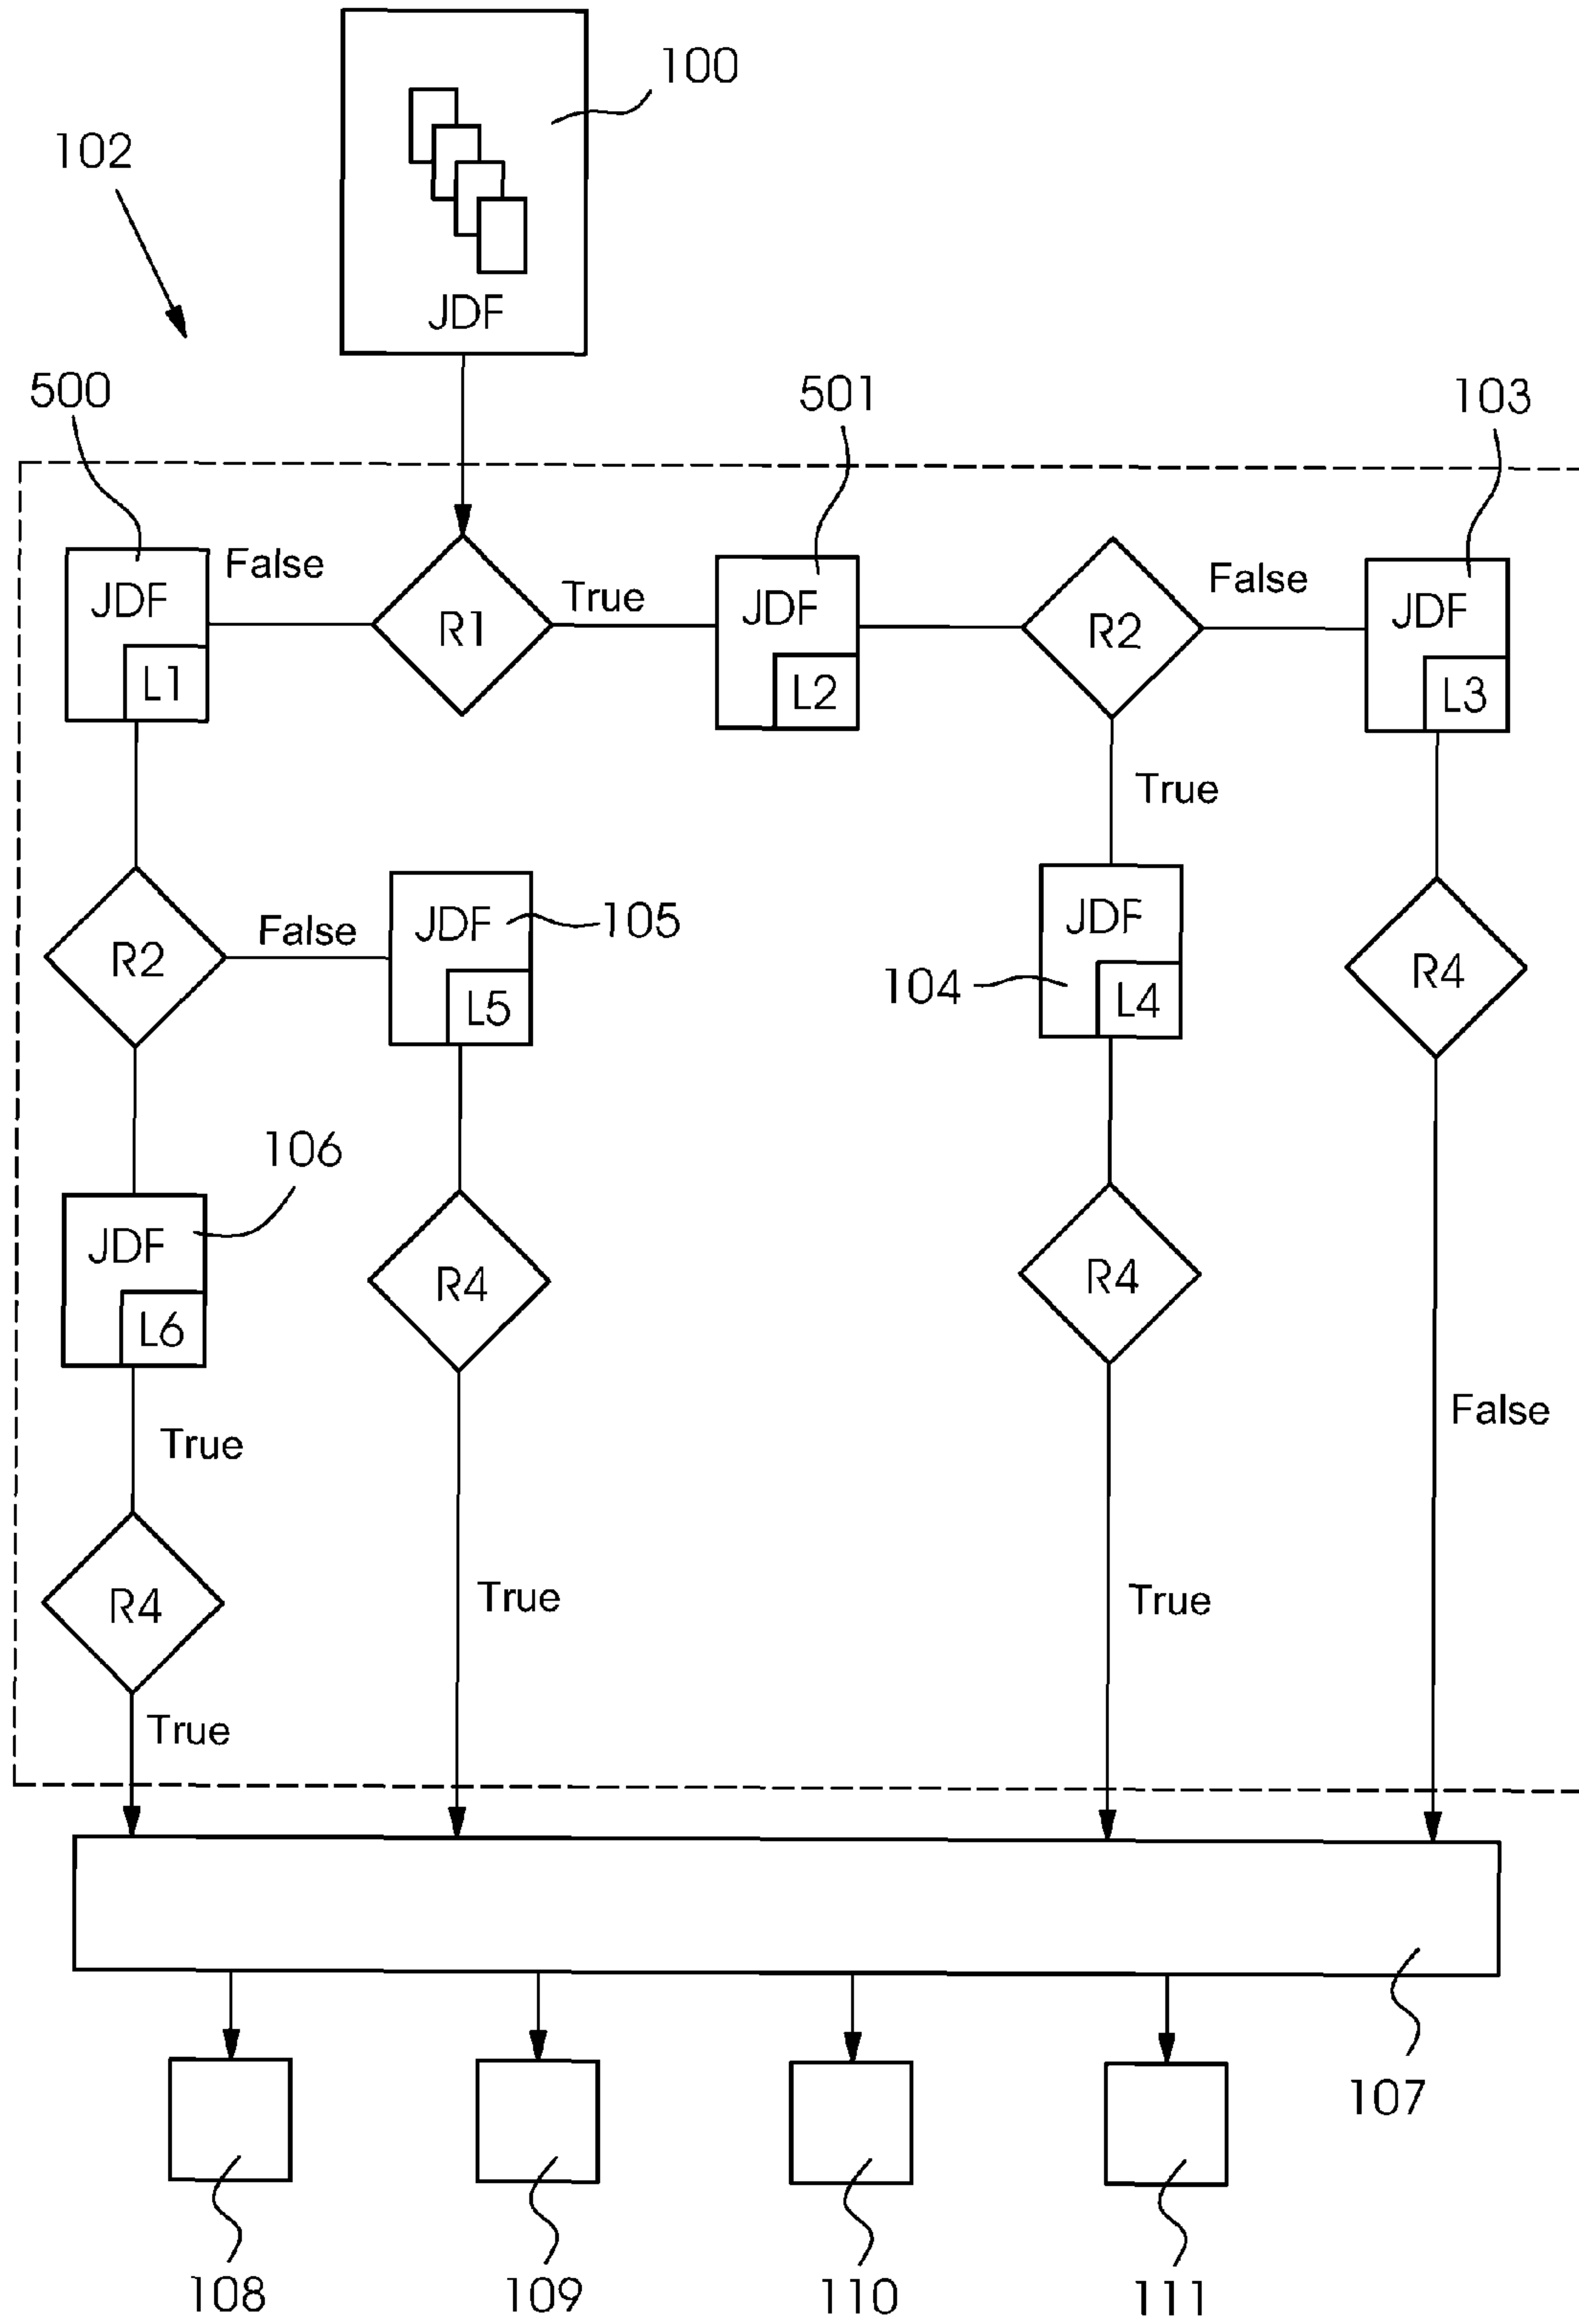 100
102
JDF
500
501
103
JDF
L1
False
R1
True
JDF
L2
R2
False
JDF
L3
True
R2
False
JDF
105
L5
104
JDF
L4
R4
106
JDF
L6
R4
R4
False
True
R4
True
True
True
107
108
109
110
111